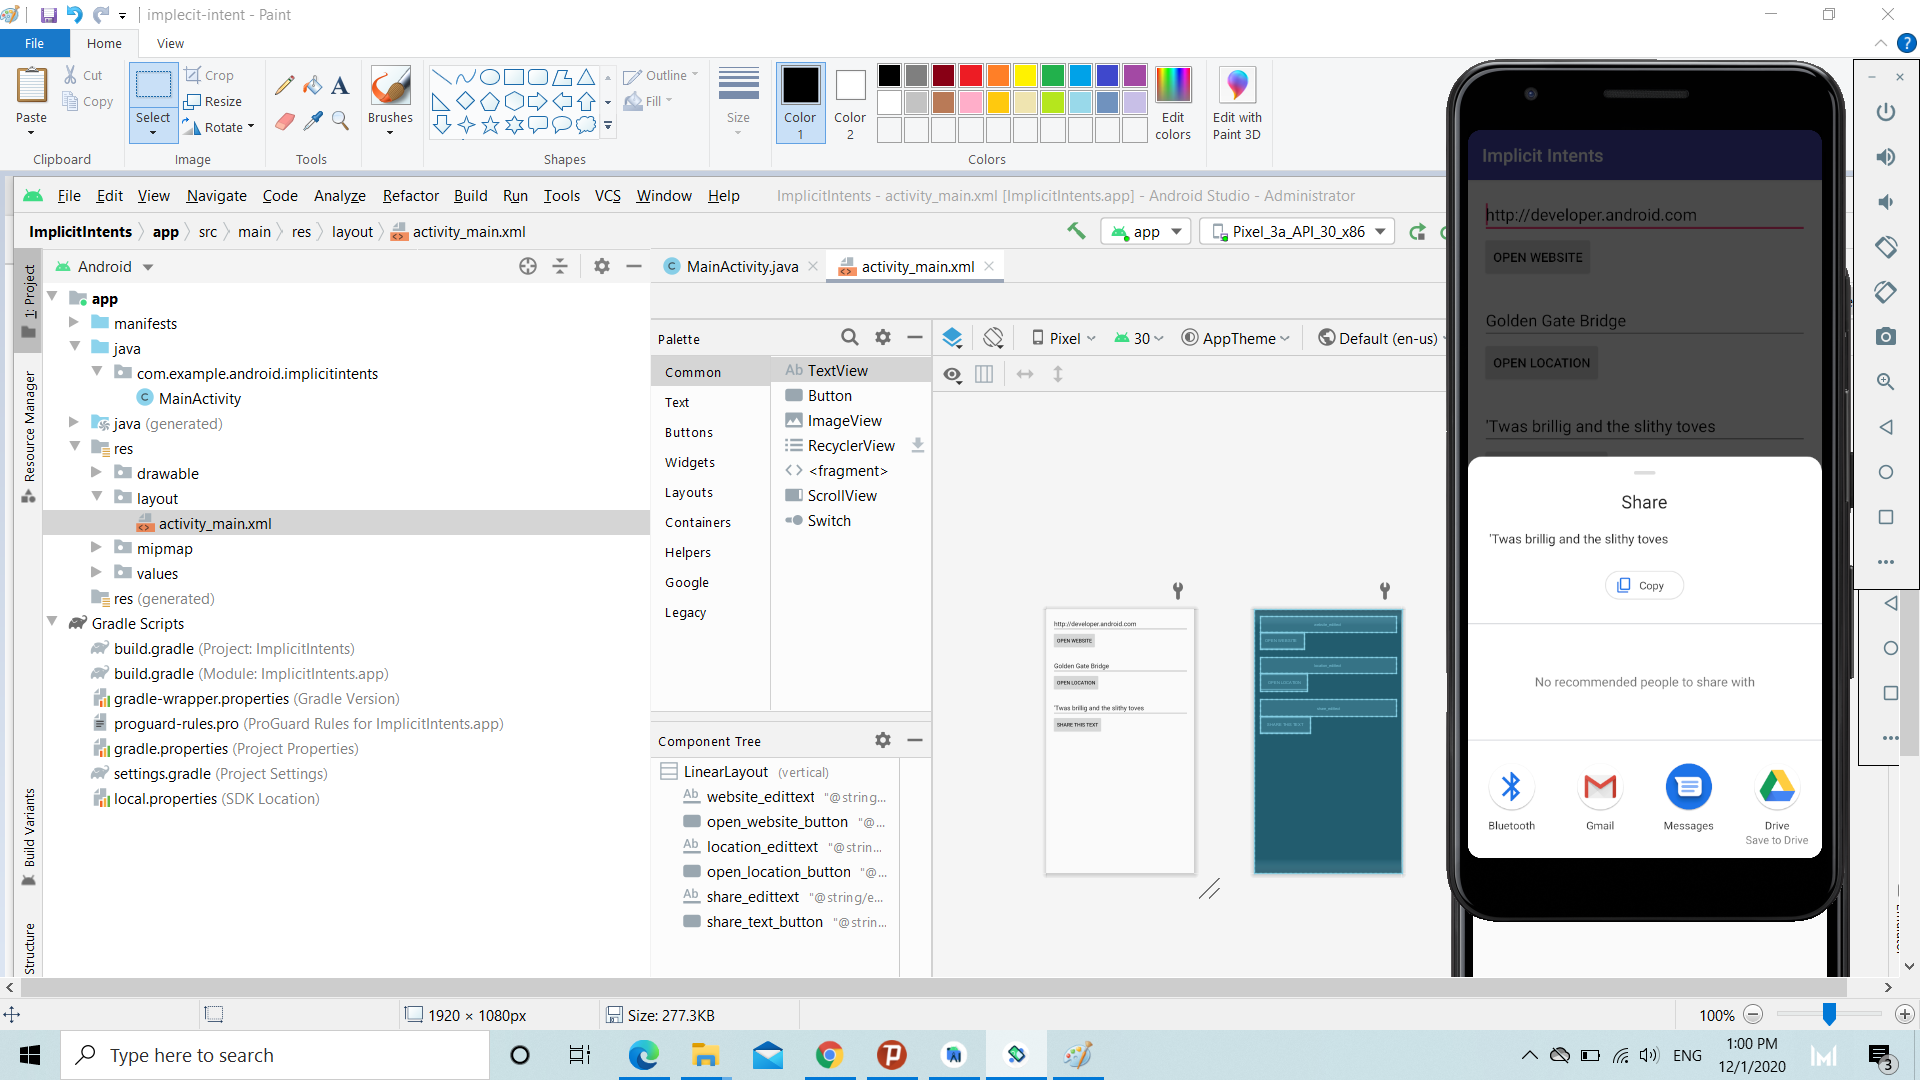 implecit-intent - Paint
File Home View
Paste
Cut
Copy
Clipboard
Select
Crop
Resize
Rotate
Image
A
Tools
Brushes
Outline
Fill
Shapes
Size
Color 1
Color 2
Edit colors
Edit with Paint 3D
Colors
File Edit View Navigate Code Analyze Refactor Build Run Tools VCS Window Help
ImplicitIntents - activity_main.xml [ImplicitIntents.app] - Android Studio - Administrator
ImplicitIntents app src main res layout activity_main.xml
app
Pixel_3a_API_30_x86
1: Project
Resource Manager
Build Variants
Structure
Android
app
manifests
java
com.example.android.implicitintents
C MainActivity
java (generated)
res
drawable
layout
activity_main.xml
mipmap
values
res (generated)
Gradle Scripts
build.gradle (Project: ImplicitIntents)
build.gradle (Module: ImplicitIntents.app)
gradle-wrapper.properties (Gradle Version)
proguard-rules.pro (ProGuard Rules for ImplicitIntents.app)
gradle.properties (Project Properties)
settings.gradle (Project Settings)
local.properties (SDK Location)
C MainActivity.java
activity_main.xml
Palette
Common
Text
Buttons
Widgets
Layouts
Containers
Helpers
Google
Legacy
Ab TextView
Button
ImageView
RecyclerView
<fragment>
ScrollView
Switch
Pixel
30
AppTheme
Default (en-us)
Component Tree
LinearLayout (vertical)
Ab website_edittext "@string...
open_website_button "@...
Ab location_edittext "@strin...
open_location_button "@...
Ab share_edittext "@string/e...
share_text_button "@strin...
http://developer.android.com
OPEN WEBSITE
Golden Gate Bridge
OPEN LOCATION
'Twas brillig and the slithy toves
SHARE THIS TEXT
OPEN WEBSITE
OPEN LOCATION
SHARE THIS TEXT
Implicit Intents
http://developer.android.com
OPEN WEBSITE
Golden Gate Bridge
OPEN LOCATION
'Twas brillig and the slithy toves
Share
'Twas brillig and the slithy toves
Copy
No recommended people to share with
Bluetooth
Gmail
Messages
Drive
Save to Drive
1920 × 1080px
Size: 277.3KB
100%
Type here to search
ENG
1:00 PM
12/1/2020
3